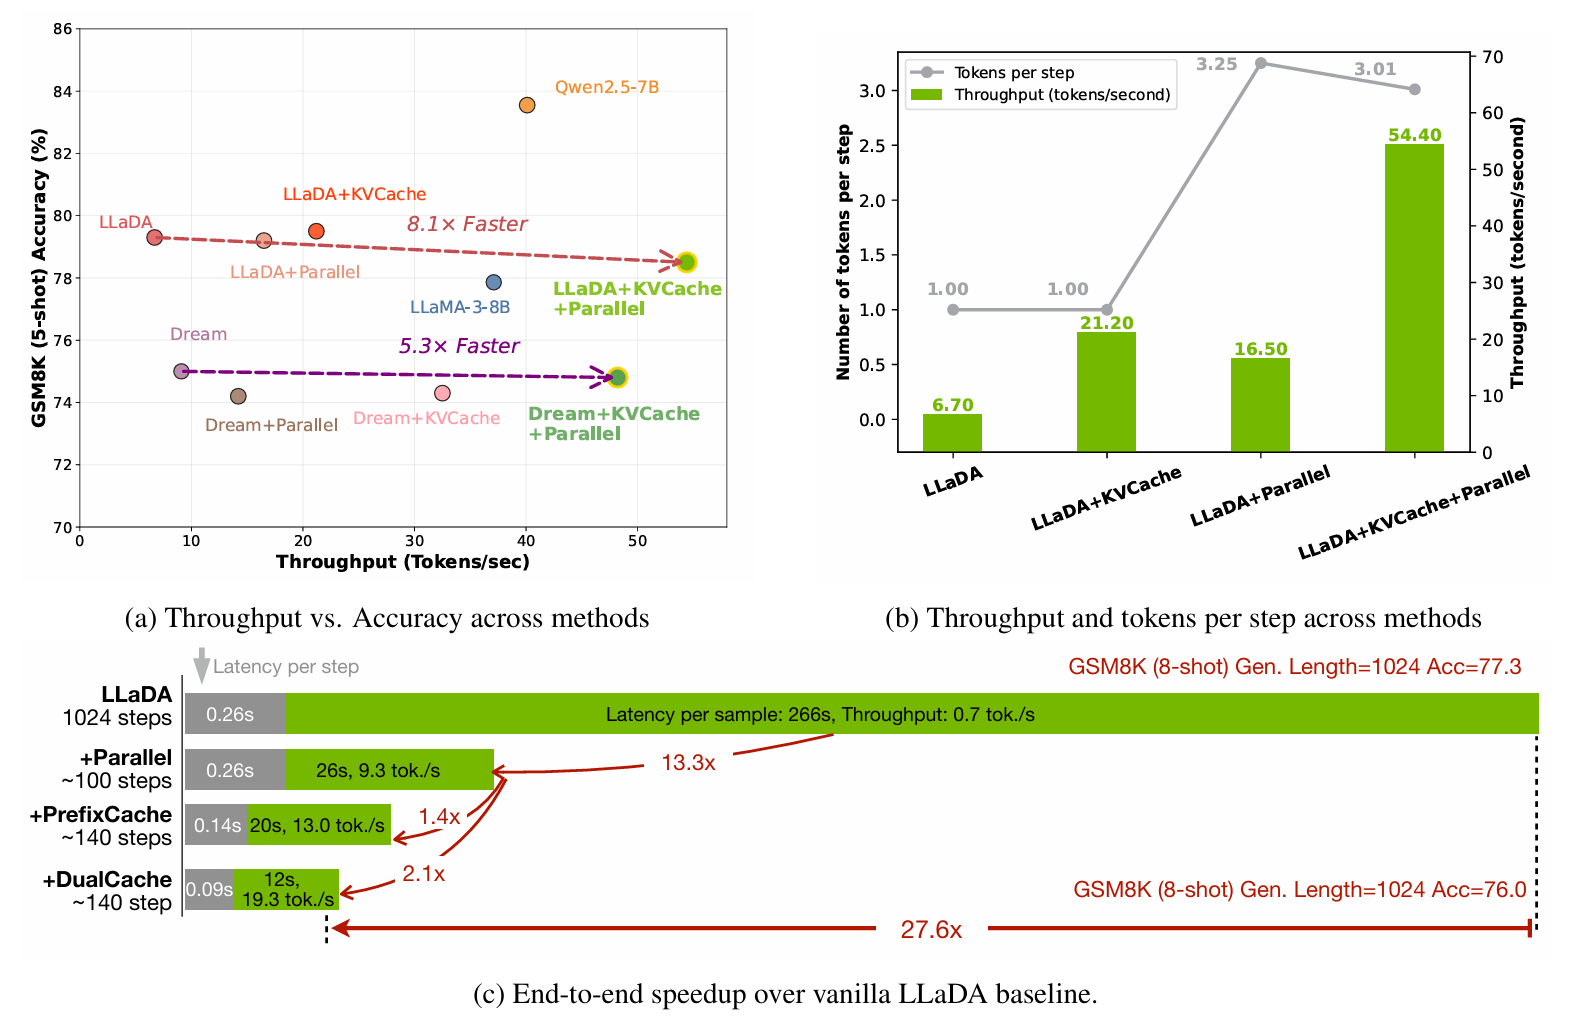 86
84
82
80
78
76
74
72
70
0
10
20
30
40
50
GSM8K (5-shot) Accuracy (%)
Throughput (Tokens/sec)
Qwen2.5-7B
LLaDA+KVCache
LLaDA
8.1× Faster
LLaDA+Parallel
LLaDA+KVCache
+Parallel
LLaMA-3-8B
Dream
5.3× Faster
Dream+Parallel
Dream+KVCache
Dream+KVCache
+Parallel
(a) Throughput vs. Accuracy across methods
Tokens per step
Throughput (tokens/second)
Number of tokens per step
3.0
2.5
2.0
1.5
1.0
0.5
0.0
70
60
50
40
30
20
10
0
Throughput (tokens/second)
1.00
1.00
3.25
3.01
6.70
21.20
16.50
54.40
LLaDA
LLaDA+KVCache
LLaDA+Parallel
LLaDA+KVCache+Parallel
(b) Throughput and tokens per step across methods
Latency per step
GSM8K (8-shot) Gen. Length=1024 Acc=77.3
LLaDA
1024 steps
0.26s
Latency per sample: 266s, Throughput: 0.7 tok./s
+Parallel
~100 steps
0.26s
26s, 9.3 tok./s
13.3x
+PrefixCache
~140 steps
0.14s
20s, 13.0 tok./s
1.4x
+DualCache
~140 step
0.09s
12s,
19.3 tok./s
2.1x
GSM8K (8-shot) Gen. Length=1024 Acc=76.0
27.6x
(c) End-to-end speedup over vanilla LLaDA baseline.